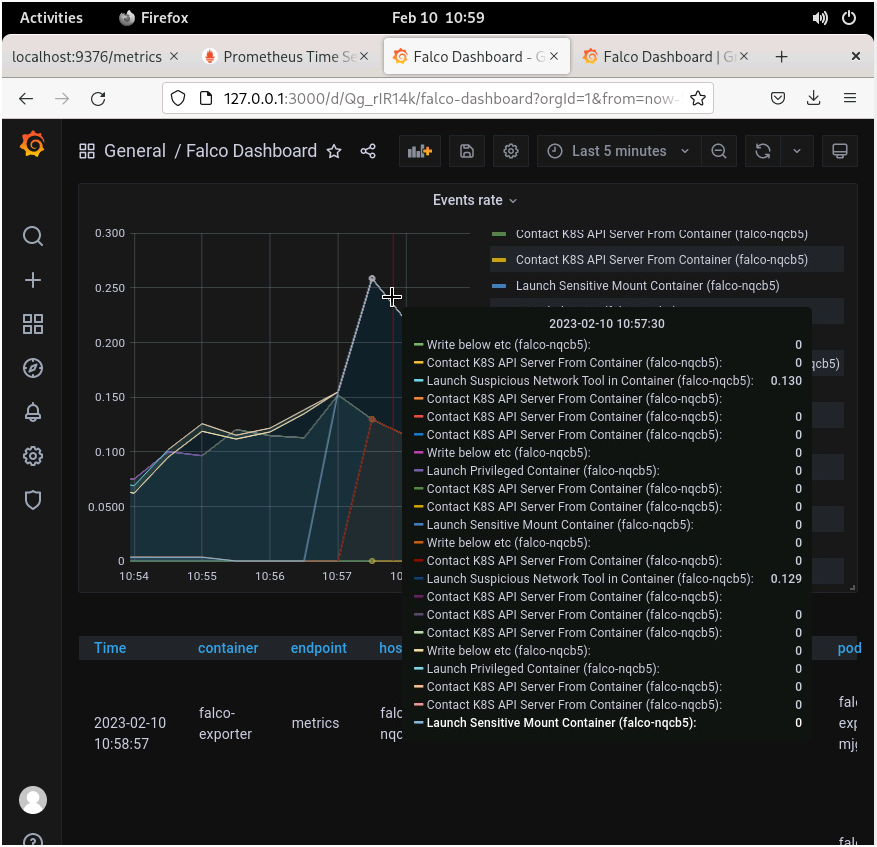 Activities Firefox Feb 10 10:59
localhost:9376/metrics × Prometheus Time Se × Falco Dashboard - G × Falco Dashboard | G ×
127.0.0.1:3000/d/Qg_rIR14k/falco-dashboard?orgId=1&from=now-
General / Falco Dashboard Last 5 minutes
Events rate
0.300
0.250
0.200
0.150
0.100
0.0500
0
10:54 10:55 10:56 10:57 10
Contact K8S API Server From Container (falco-nqcb5)
Contact K8S API Server From Container (falco-nqcb5)
Launch Sensitive Mount Container (falco-nqcb5)
qcb5)
2023-02-10 10:57:30
Write below etc (falco-nqcb5): 0
Contact K8S API Server From Container (falco-nqcb5): 0
Launch Suspicious Network Tool in Container (falco-nqcb5): 0.130
Contact K8S API Server From Container (falco-nqcb5):
Contact K8S API Server From Container (falco-nqcb5): 0
Contact K8S API Server From Container (falco-nqcb5): 0
Write below etc (falco-nqcb5): 0
Launch Privileged Container (falco-nqcb5): 0
Contact K8S API Server From Container (falco-nqcb5): 0
Contact K8S API Server From Container (falco-nqcb5): 0
Launch Sensitive Mount Container (falco-nqcb5): 0
Write below etc (falco-nqcb5): 0
Contact K8S API Server From Container (falco-nqcb5): 0
Launch Suspicious Network Tool in Container (falco-nqcb5): 0.129
Contact K8S API Server From Container (falco-nqcb5):
Contact K8S API Server From Container (falco-nqcb5): 0
Contact K8S API Server From Container (falco-nqcb5): 0
Write below etc (falco-nqcb5): 0
Launch Privileged Container (falco-nqcb5): 0
Contact K8S API Server From Container (falco-nqcb5): 0
Contact K8S API Server From Container (falco-nqcb5): 0
Launch Sensitive Mount Container (falco-nqcb5): 0
Time container endpoint hos pod
2023-02-10
10:58:57
falco-
exporter
metrics
falc
nqc
falc
exp
mjg
falc